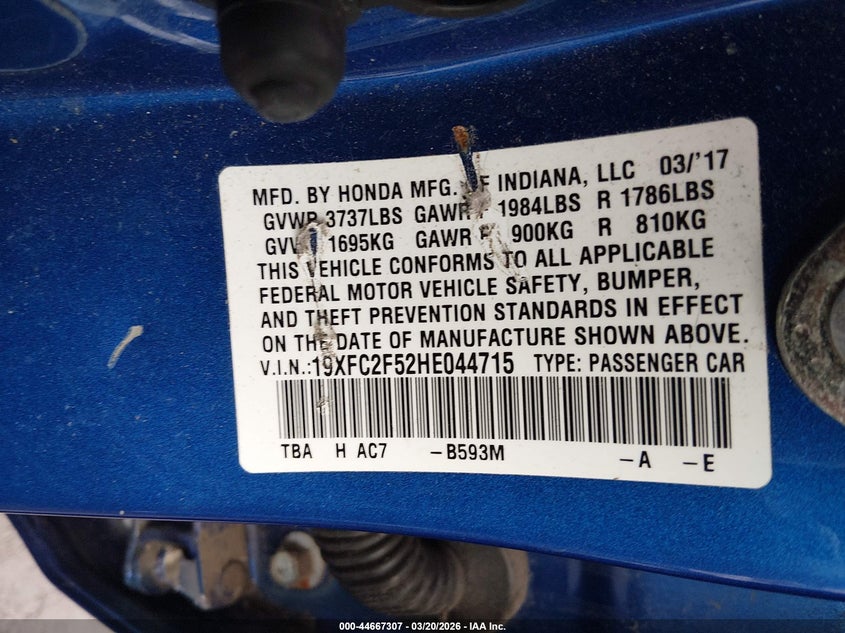 MFD. BY HONDA MFG. OF INDIANA, LLC 03/'17
GVWR 3737LBS GAWR F 1984LBS R 1786LBS
GVWR 1695KG GAWR F 900KG R 810KG
THIS VEHICLE CONFORMS TO ALL APPLICABLE
FEDERAL MOTOR VEHICLE SAFETY, BUMPER,
AND THEFT PREVENTION STANDARDS IN EFFECT
ON THE DATE OF MANUFACTURE SHOWN ABOVE.
V.I.N.:19XFC2F52HE044715 TYPE: PASSENGER CAR
TBA H AC7 -B593M -A -E
000-44667307 - 03/20/2026 - IAA Inc.